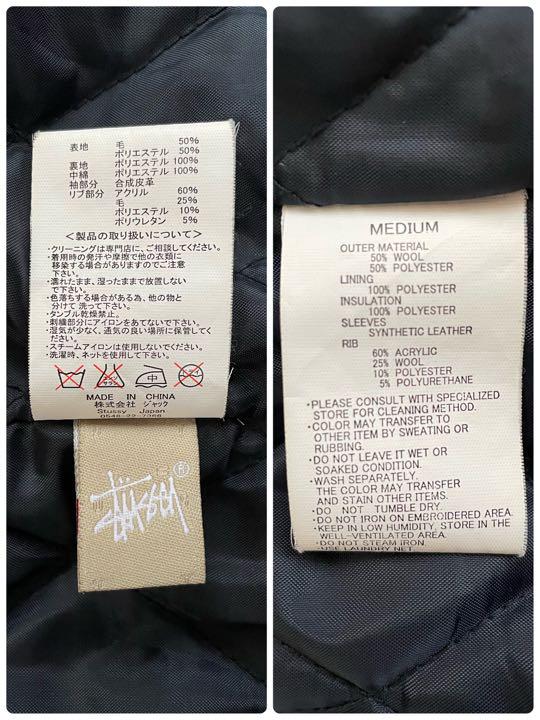 表地 毛 50%
ポリエステル 50%
裏地 ポリエステル 100%
中綿 ポリエステル 100%
袖部分 合成皮革
リブ部分 アクリル 60%
毛 25%
ポリエステル 10%
ポリウレタン 5%
<製品の取り扱いについて>
・クリーニングは専門店に、ご相談してください。
・着用時の発汗や摩擦で他の衣類に
移染する場合がありますのでご注意
下さい。
・濡れたまま、湿ったままで放置しない
で下さい。
・色落ちする場合がある為、他の物と
分けて洗って下さい。
・タンブル乾燥禁止。
・刺繍部分にアイロンをあてないで下さい。
・湿気が少なく、通気の良い場所に保管して
下さい。
・スチームアイロンは使用しないでください。
・洗濯時、ネットを使用して下さい。
中
ドライ
MADE IN CHINA
株式会社 ジャック
Stussy Japan
0548-22-7366
STÜSSY®
MEDIUM
OUTER MATERIAL
50% WOOL
50% POLYESTER
LINING
100% POLYESTER
INSULATION
100% POLYESTER
SLEEVES
SYNTHETIC LEATHER
RIB
60% ACRYLIC
25% WOOL
10% POLYESTER
5% POLYURETHANE
・PLEASE CONSULT WITH SPECIALIZED
STORE FOR CLEANING METHOD.
・COLOR MAY TRANSFER TO
OTHER ITEM BY SWEATING OR
RUBBING.
・DO NOT LEAVE IT WET OR
SOAKED CONDITION.
・WASH SEPARATELY.
THE COLOR MAY TRANSFER
AND STAIN OTHER ITEMS.
・DO NOT TUMBLE DRY.
・DO NOT IRON ON EMBROIDERED AREA.
・KEEP IN LOW HUMIDITY, STORE IN THE
WELL-VENTILATED AREA.
・DO NOT STEAM IRON.
・USE LAUNDRY NET.